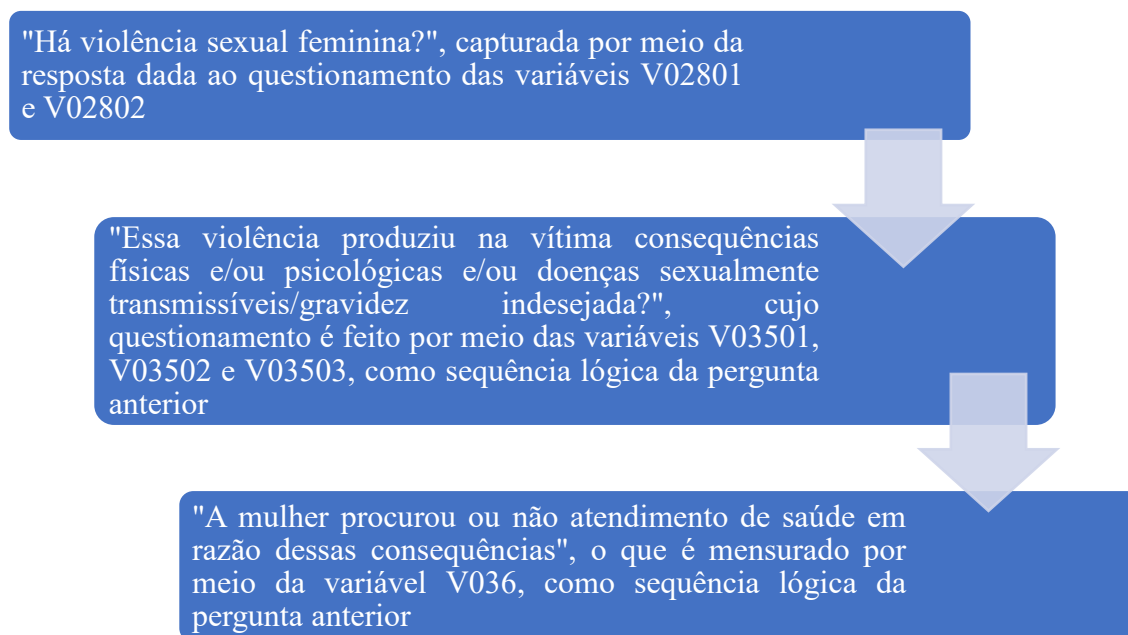 "Há violência sexual feminina?", capturada por meio da
resposta dada ao questionamento das variáveis V02801
e V02802
"Essa violência produziu na vítima consequências
físicas e/ou psicológicas e/ou doenças sexualmente
transmissíveis/gravidez indesejada?", cujo
questionamento é feito por meio das variáveis V03501,
V03502 e V03503, como sequência lógica da pergunta
anterior
"A mulher procurou ou não atendimento de saúde em
razão dessas consequências", o que é mensurado por
meio da variável V036, como sequência lógica da
pergunta anterior